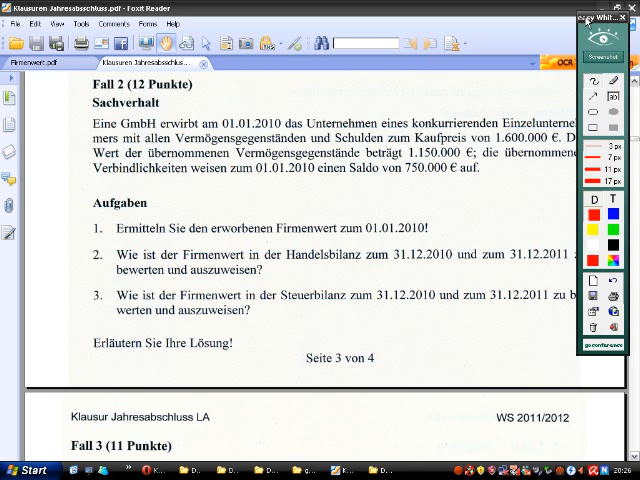 Klausuren Jahresabschluss.pdf - Foxit Reader
easy Whit...
File Edit View Tools Comments Forms Help
Screenshot
Firmenwert.pdf
Klausuren Jahresabschluss...
OCR
Fall 2 (12 Punkte)
Sachverhalt
Eine GmbH erwirbt am 01.01.2010 das Unternehmen eines konkurrierenden Einzelunterneh
mers mit allen Vermögensgegenständen und Schulden zum Kaufpreis von 1.600.000 €. D
Wert der übernommenen Vermögensgegenstände beträgt 1.150.000 €; die übernommene
Verbindlichkeiten weisen zum 01.01.2010 einen Saldo von 750.000 € auf.
Aufgaben
1. Ermitteln Sie den erworbenen Firmenwert zum 01.01.2010!
2. Wie ist der Firmenwert in der Handelsbilanz zum 31.12.2010 und zum 31.12.2011 z
bewerten und auszuweisen?
3. Wie ist der Firmenwert in der Steuerbilanz zum 31.12.2010 und zum 31.12.2011 zu b
werten und auszuweisen?
Erläutern Sie Ihre Lösung!
Seite 3 von 4
ab
3 px
7 px
11 px
17 px
D T
goconference
Klausur Jahresabschluss LA
WS 2011/2012
Fall 3 (11 Punkte)
Start
K...
D...
D...
D...
g...
K...
D...
20:26